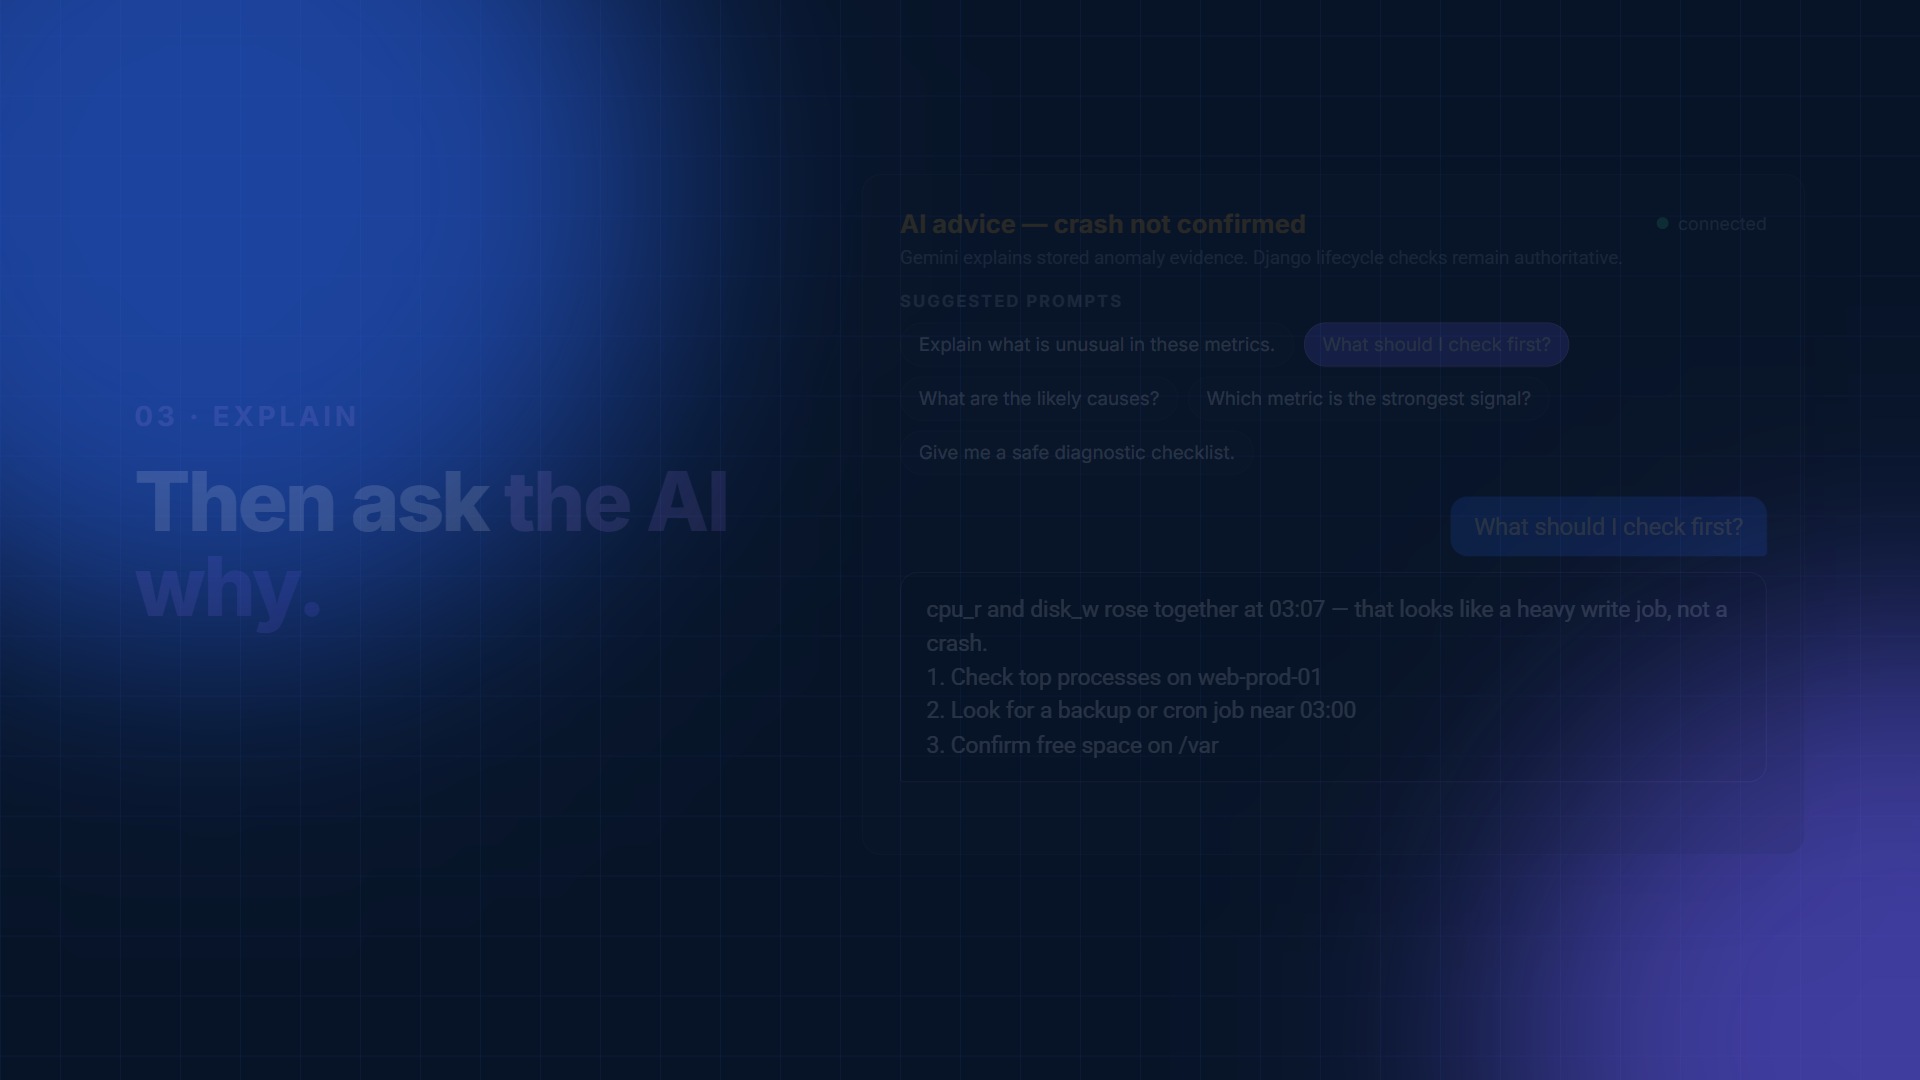 03 · EXPLAIN
Then ask the AI
why.
AI advice — crash not confirmed
connected
Gemini explains stored anomaly evidence. Django lifecycle checks remain authoritative.
SUGGESTED PROMPTS
Explain what is unusual in these metrics.
What should I check first?
What are the likely causes?
Which metric is the strongest signal?
Give me a safe diagnostic checklist.
What should I check first?
cpu_r and disk_w rose together at 03:07 — that looks like a heavy write job, not a
crash.
1. Check top processes on web-prod-01
2. Look for a backup or cron job near 03:00
3. Confirm free space on /var